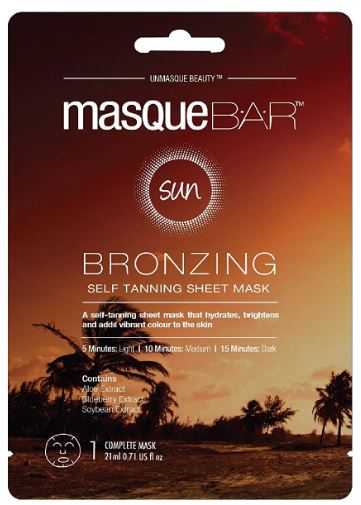 UNMASQUE BEAUTY™
masqueBAR™
sun
BRONZING
SELF TANNING SHEET MASK
A self-tanning sheet mask that hydrates, brightens
and adds vibrant colour to the skin
5 Minutes: Light | 10 Minutes: Medium | 15 Minutes: Dark
Contains
Aloe Extract
Blueberry Extract
Soybean Extract
1 COMPLETE MASK
21 ml 0.71 US fl oz